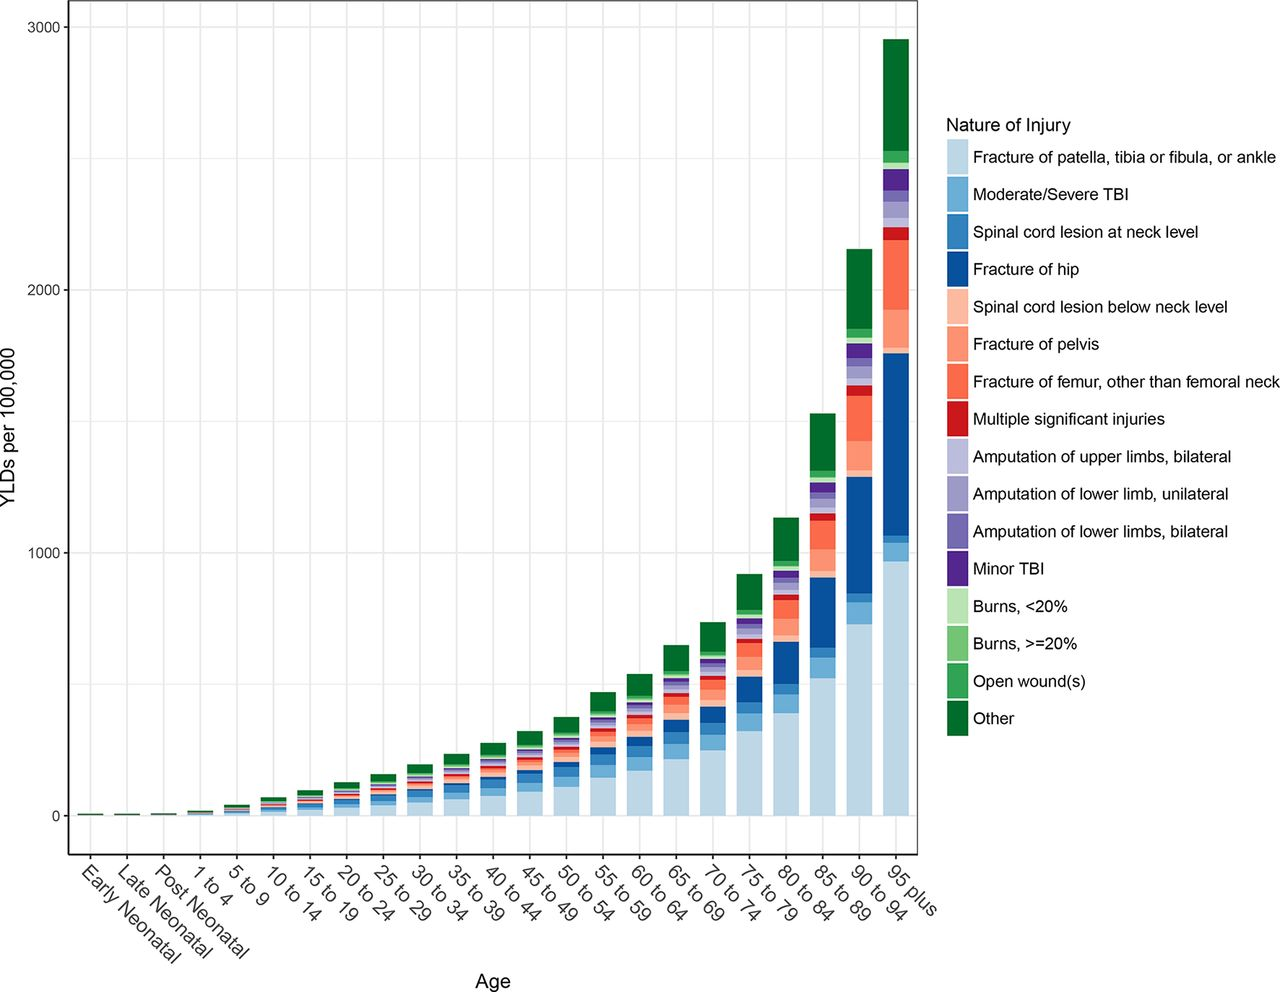 3000
2000
1000
0
YLDs per 100,000
Early Neonatal
Late Neonatal
Post Neonatal
1 to 4
5 to 9
10 to 14
15 to 19
20 to 24
25 to 29
30 to 34
35 to 39
40 to 44
45 to 49
50 to 54
55 to 59
60 to 64
65 to 69
70 to 74
75 to 79
80 to 84
85 to 89
90 to 94
95 plus
Age
Nature of Injury
Fracture of patella, tibia or fibula, or ankle
Moderate/Severe TBI
Spinal cord lesion at neck level
Fracture of hip
Spinal cord lesion below neck level
Fracture of pelvis
Fracture of femur, other than femoral neck
Multiple significant injuries
Amputation of upper limbs, bilateral
Amputation of lower limb, unilateral
Amputation of lower limbs, bilateral
Minor TBI
Burns, <20%
Burns, >=20%
Open wound(s)
Other